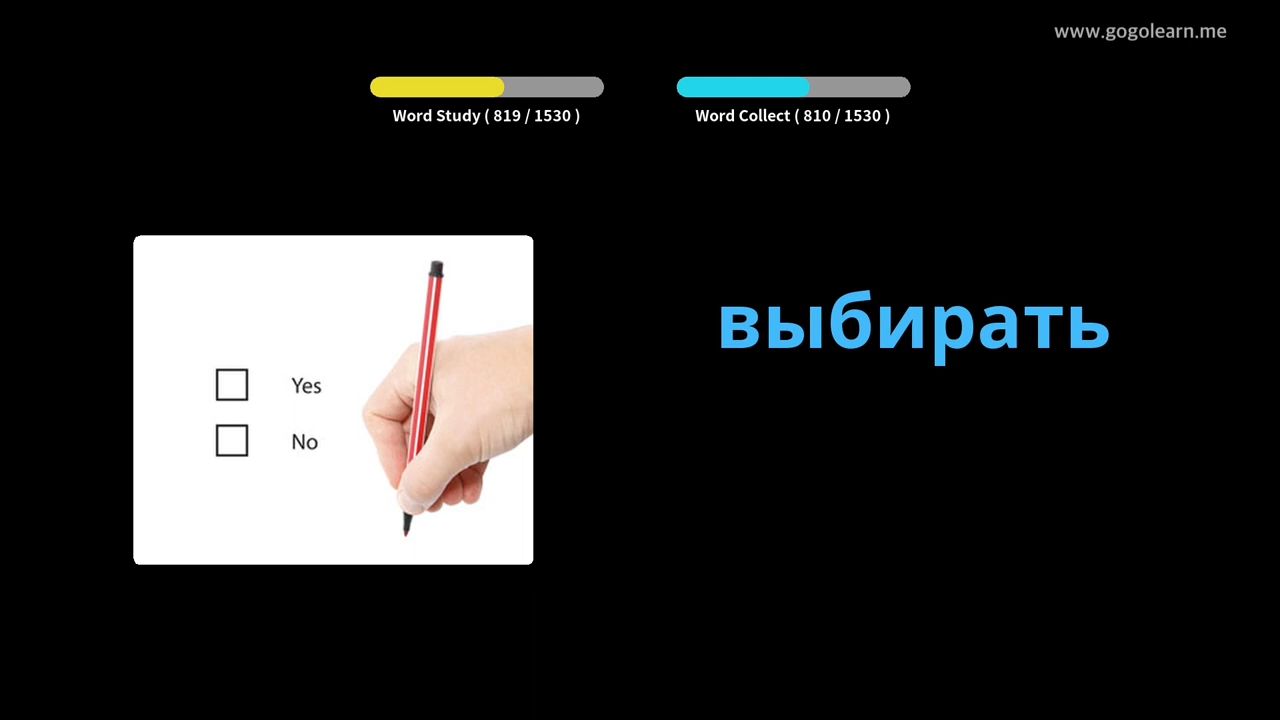 www.gogolearn.me
Word Study ( 819 / 1530 )
Word Collect ( 810 / 1530 )
выбирать
Yes
No